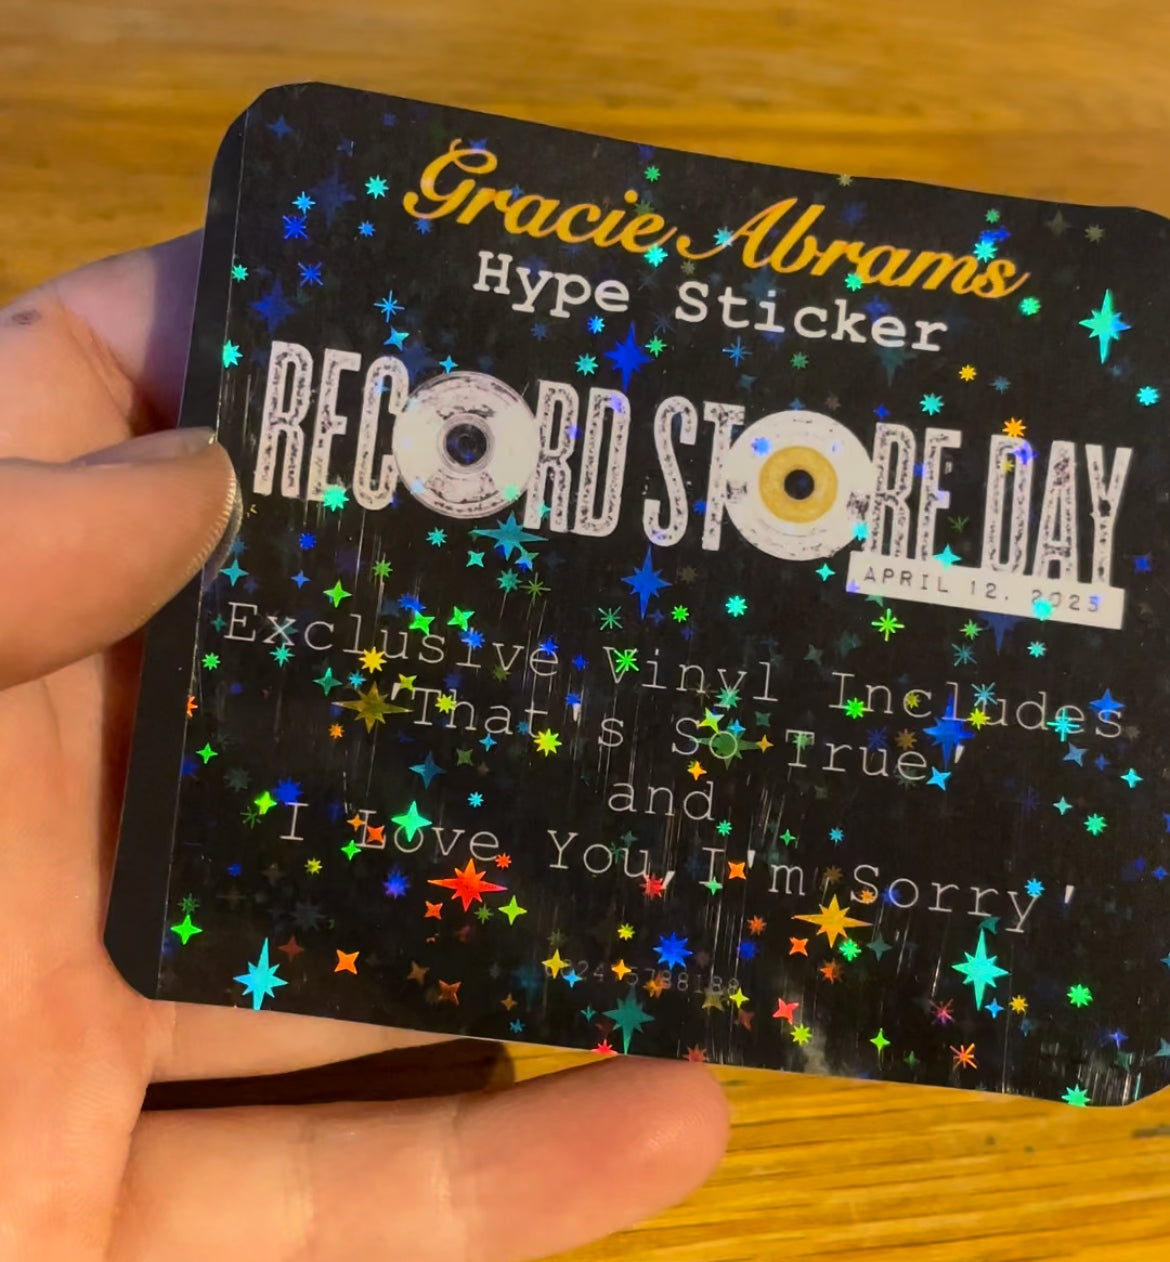 Gracie Abrams
Hype Sticker
RECORD STORE DAY
APRIL 12, 2025
Exclusive Vinyl Includes
'That's So True'
and
'I Love You,I'm Sorry'